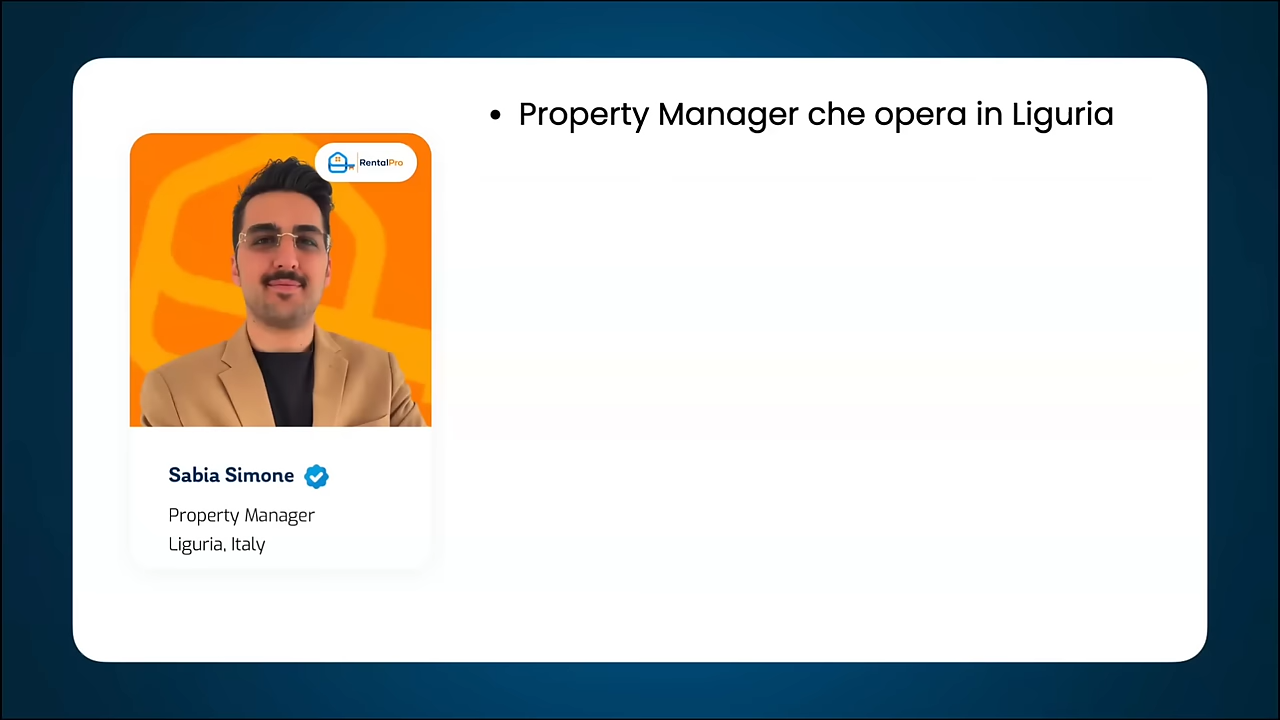 • Property Manager che opera in Liguria
RentalPro
Sabia Simone
Property Manager
Liguria, Italy